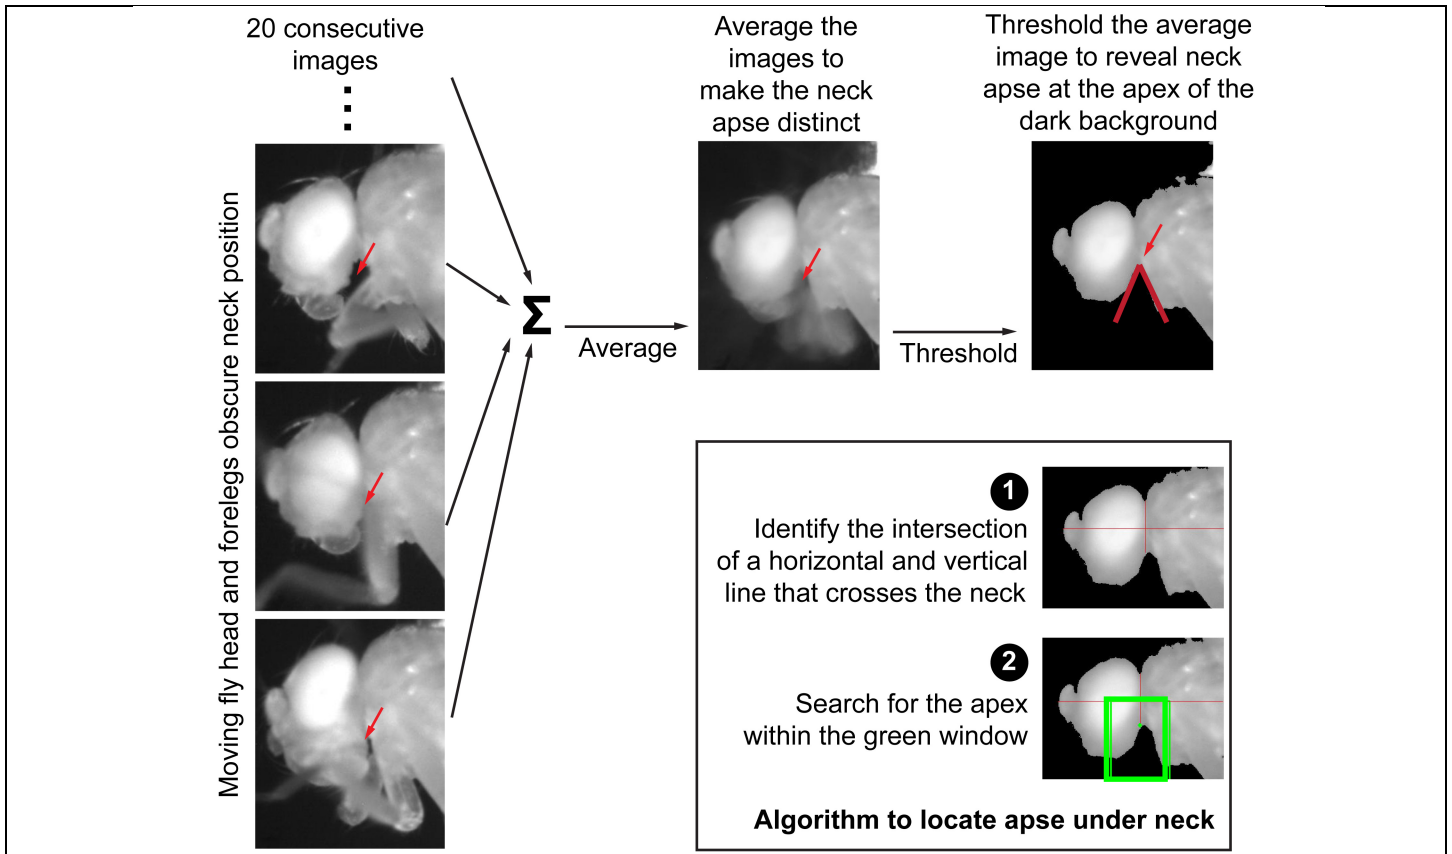 20 consecutive
images
Moving fly head and forelegs obscure neck position
Σ
Average
Average the
images to
make the neck
apse distinct
Threshold
Threshold the average
image to reveal neck
apse at the apex of the
dark background
1
Identify the intersection
of a horizontal and vertical
line that crosses the neck
2
Search for the apex
within the green window
Algorithm to locate apse under neck